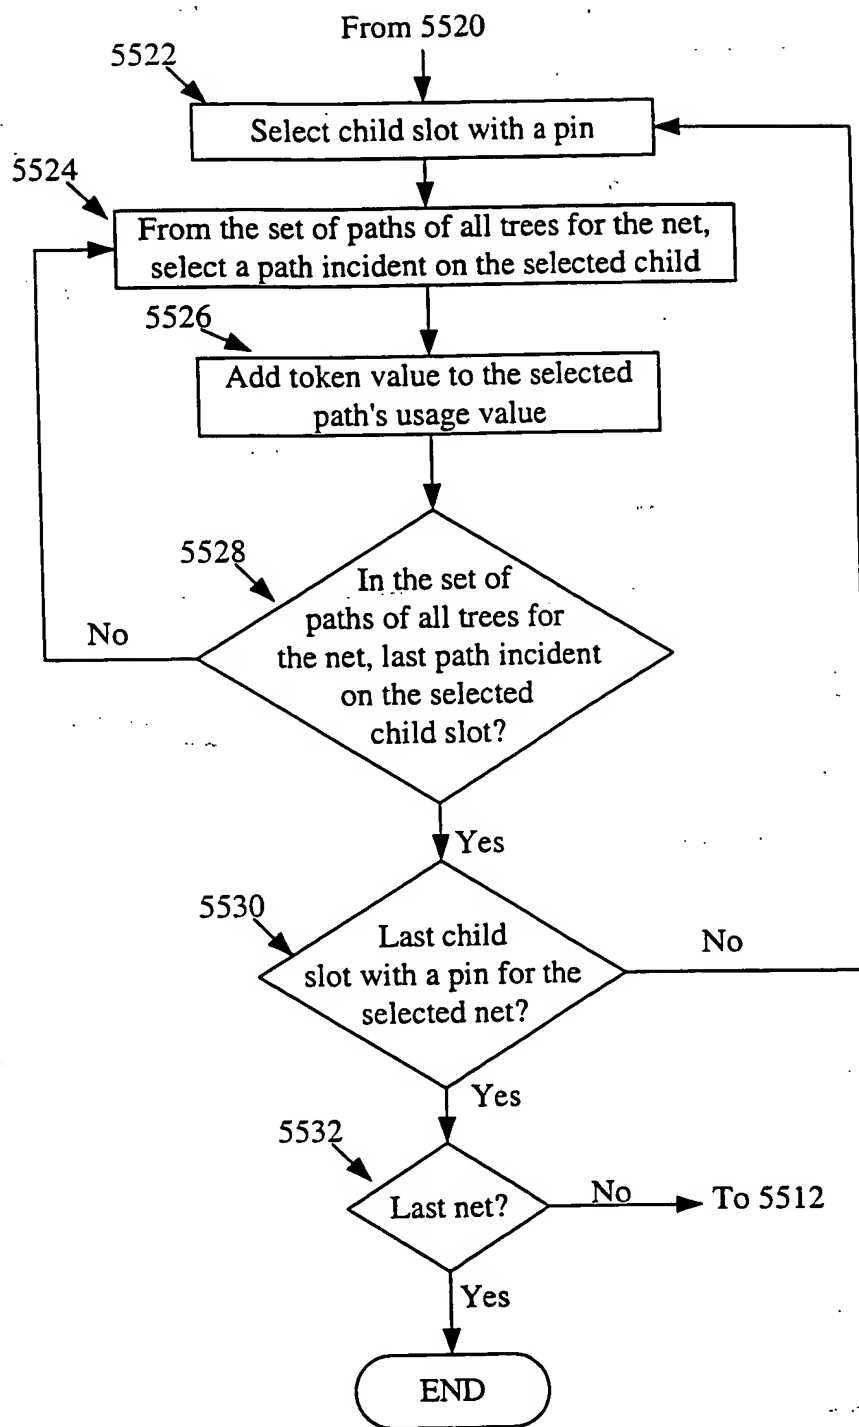 From 5520
5522
Select child slot with a pin
5524
From the set of paths of all trees for the net,
select a path incident on the selected child
5526
Add token value to the selected
path's usage value
5528
In the set of
paths of all trees for
the net, last path incident
on the selected
child slot?
No
Yes
5530
Last child
slot with a pin for the
selected net?
No
Yes
5532
Last net?
No
To 5512
Yes
END